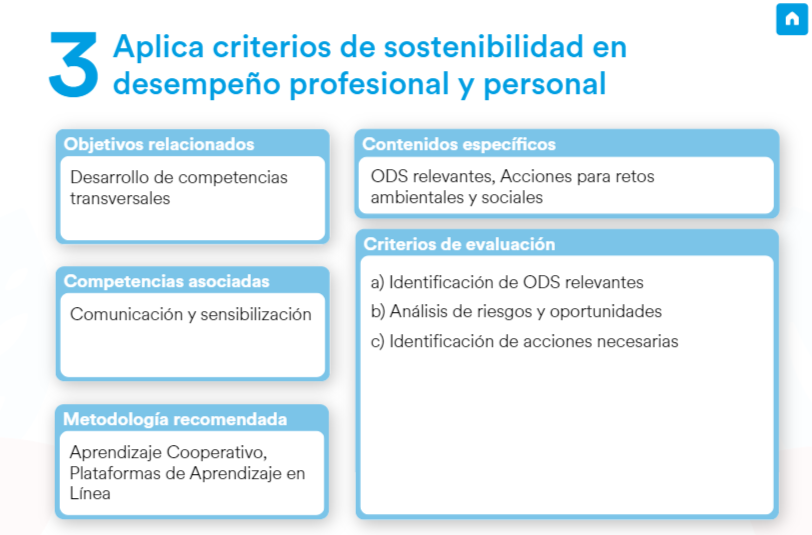 3
Aplica criterios de sostenibilidad en
desempeño profesional y personal
Objetivos relacionados
Desarrollo de competencias
transversales
Competencias asociadas
Comunicación y sensibilización
Metodología recomendada
Aprendizaje Cooperativo,
Plataformas de Aprendizaje en
Línea
Contenidos específicos
ODS relevantes, Acciones para retos
ambientales y sociales
Criterios de evaluación
a) Identificación de ODS relevantes
b) Análisis de riesgos y oportunidades
c) Identificación de acciones necesarias